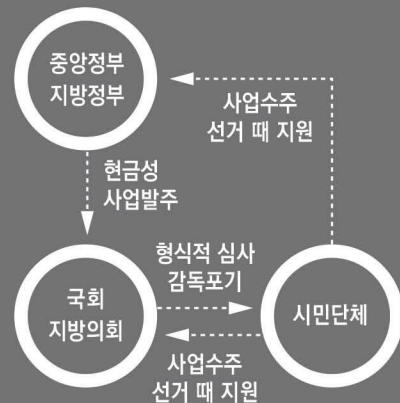 중앙정부
지방정부
사업수주
선거 때 지원
현금성
사업발주
형식적 심사
감독포기
국회
지방의회
시민단체
사업수주
선거 때 지원